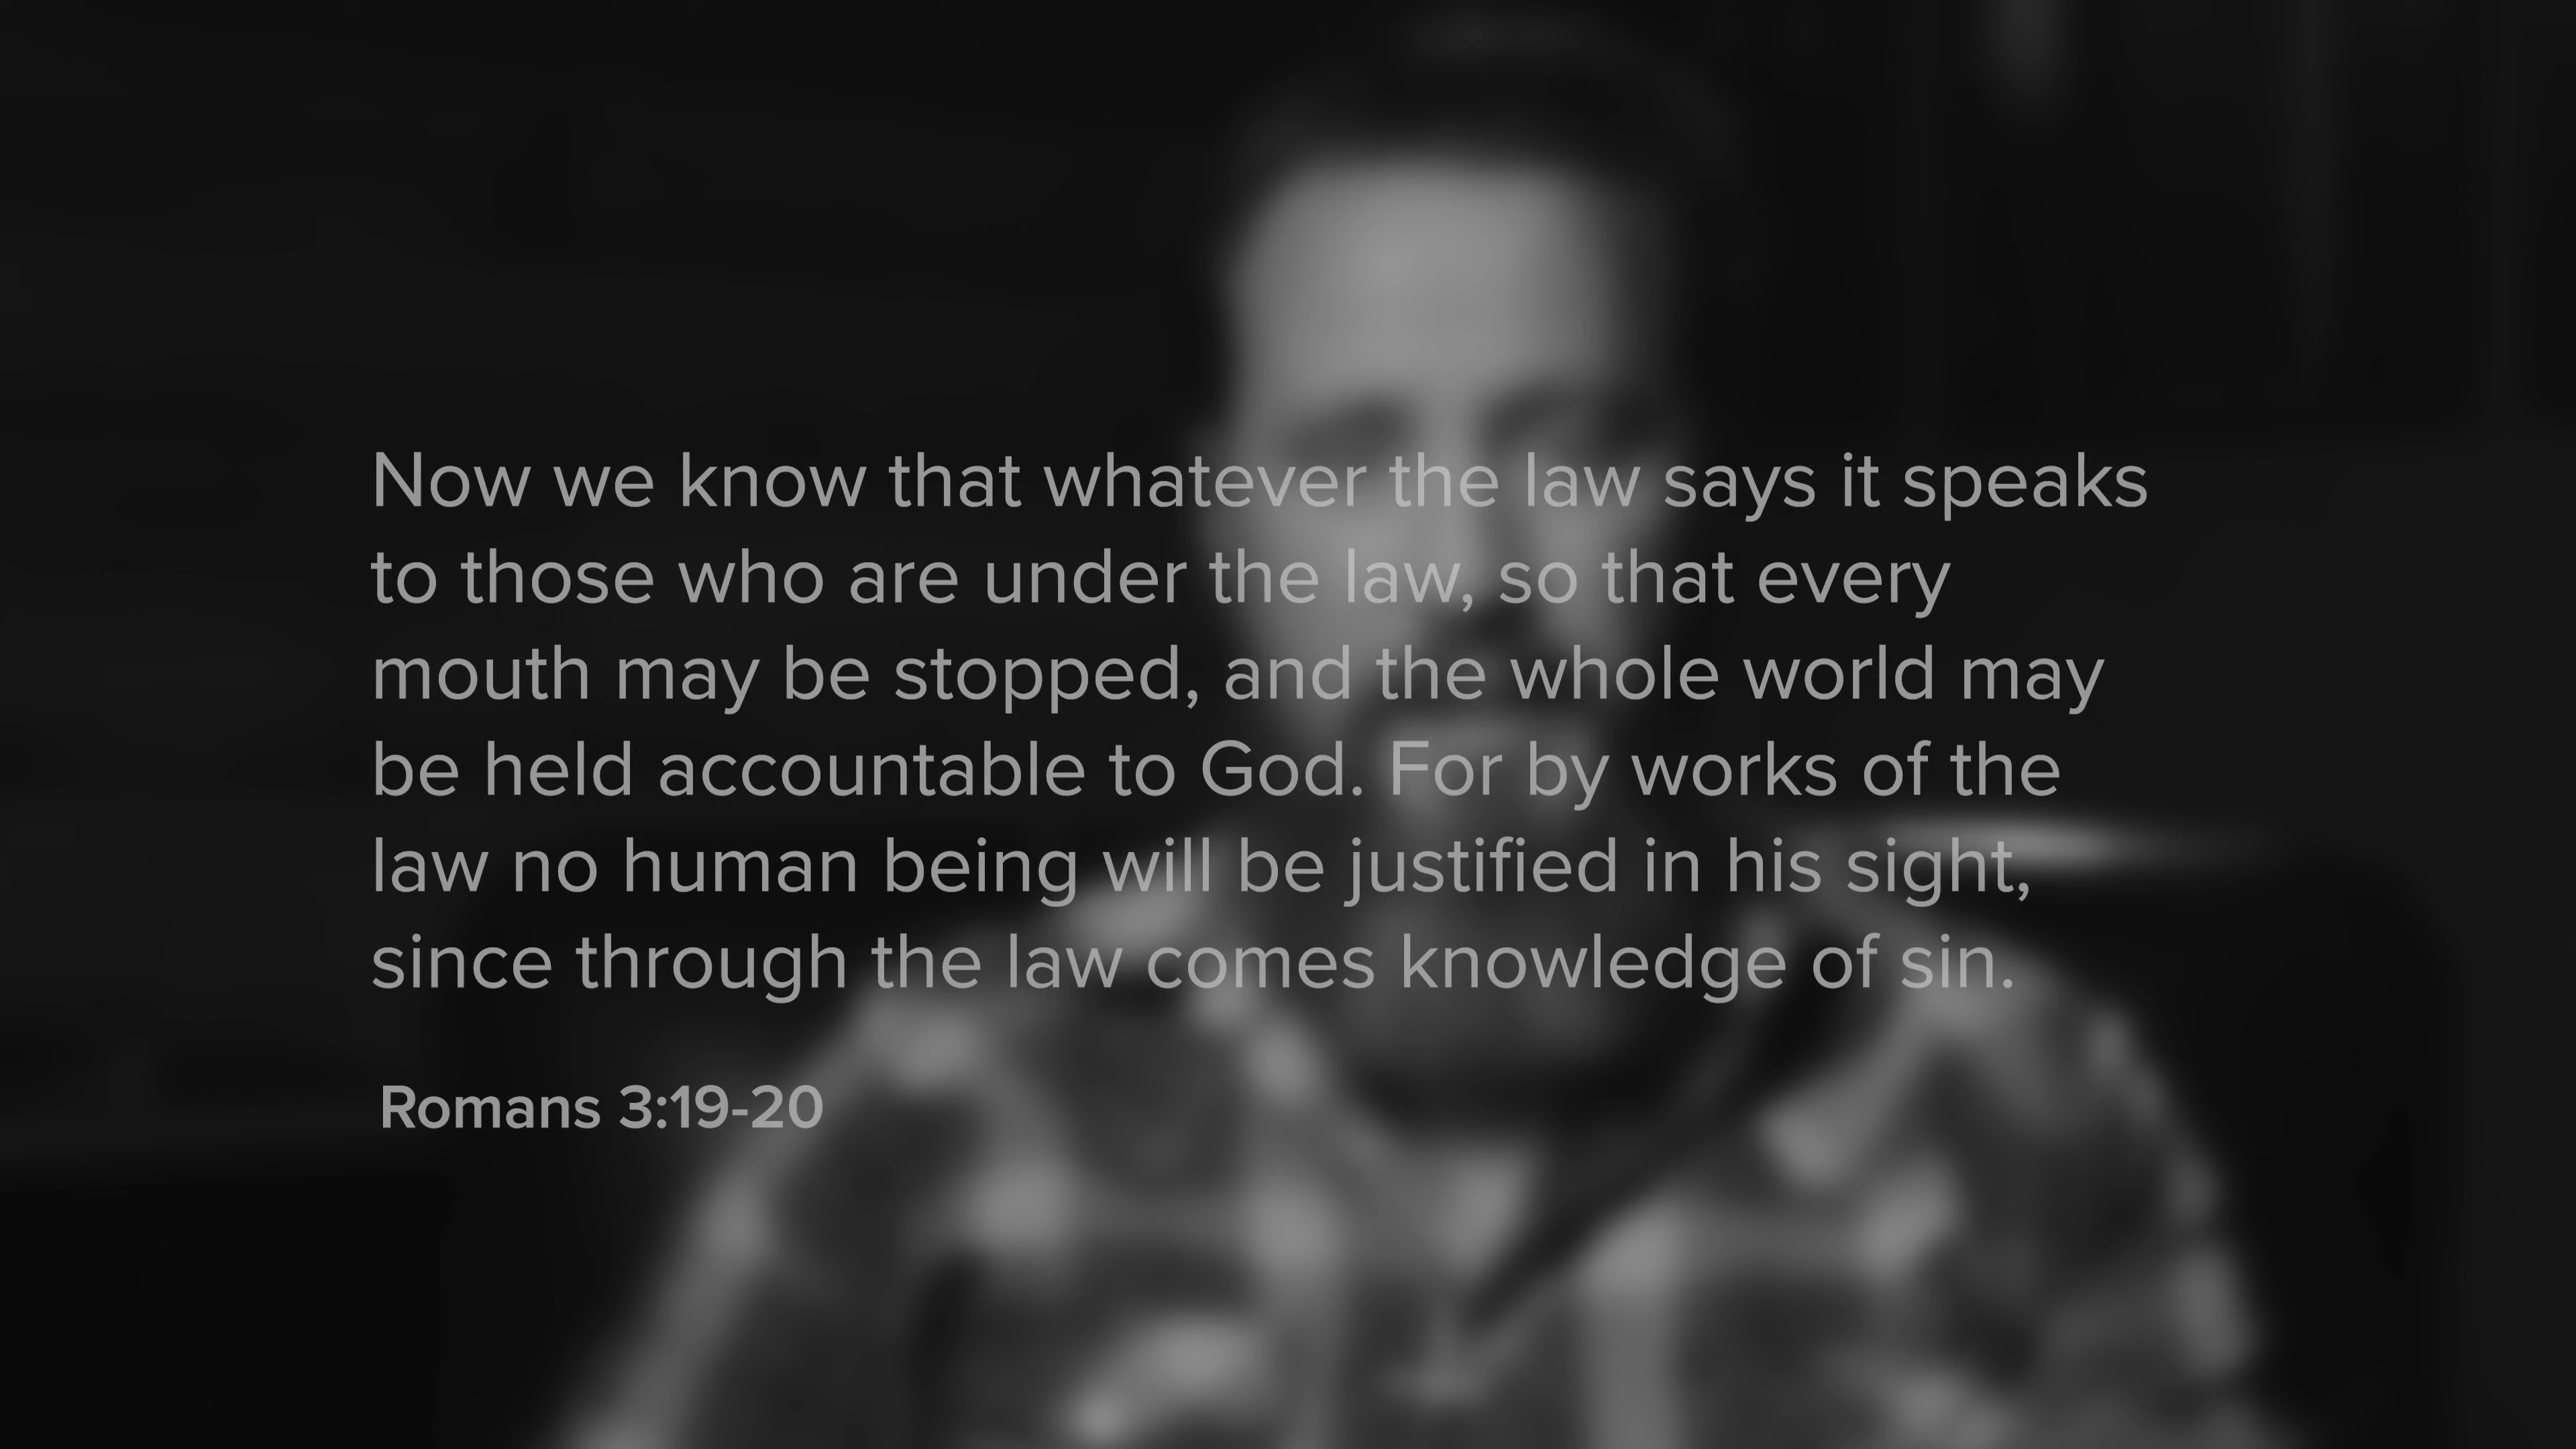 Now we know that whatever the law says it speaks
to those who are under the law, so that every
mouth may be stopped, and the whole world may
be held accountable to God. For by works of the
law no human being will be justified in his sight,
since through the law comes knowledge of sin.
Romans 3:19-20